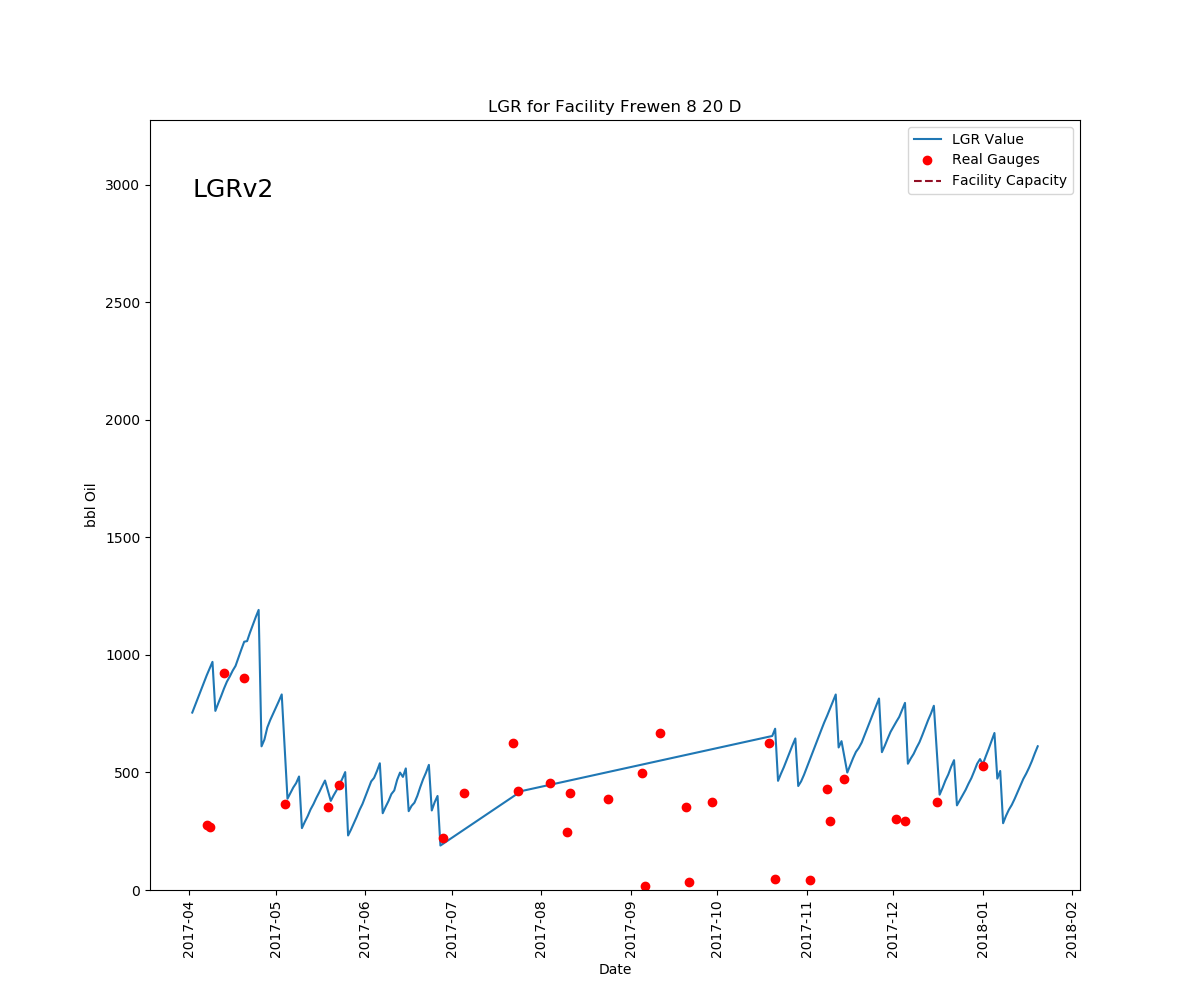 LGR for Facility Frewen 8 20 D
LGRv2
LGR Value
Real Gauges
Facility Capacity
3000
2500
2000
1500
1000
500
0
bbl Oil
2017-04
2017-05
2017-06
2017-07
2017-08
2017-09
2017-10
2017-11
2017-12
2018-01
2018-02
Date